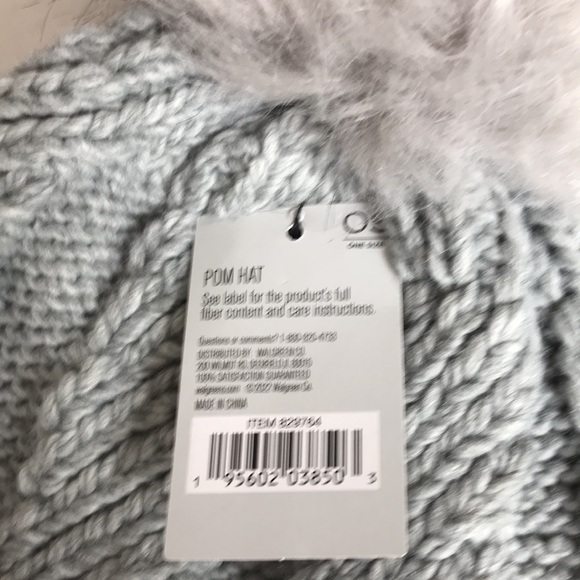 POM HAT
See label for the product's full
fiber content and care instructions.
Questions or comments? 1-800-925-4733
DISTRIBUTED BY: WALGREEN CO.
200 WILMOT RD., DEERFIELD, IL 60015
100% SATISFACTION GUARANTEED
walgreens.com ©2022 Walgreen Co.
MADE IN CHINA
ITEM 829764
1 95602 03850 3